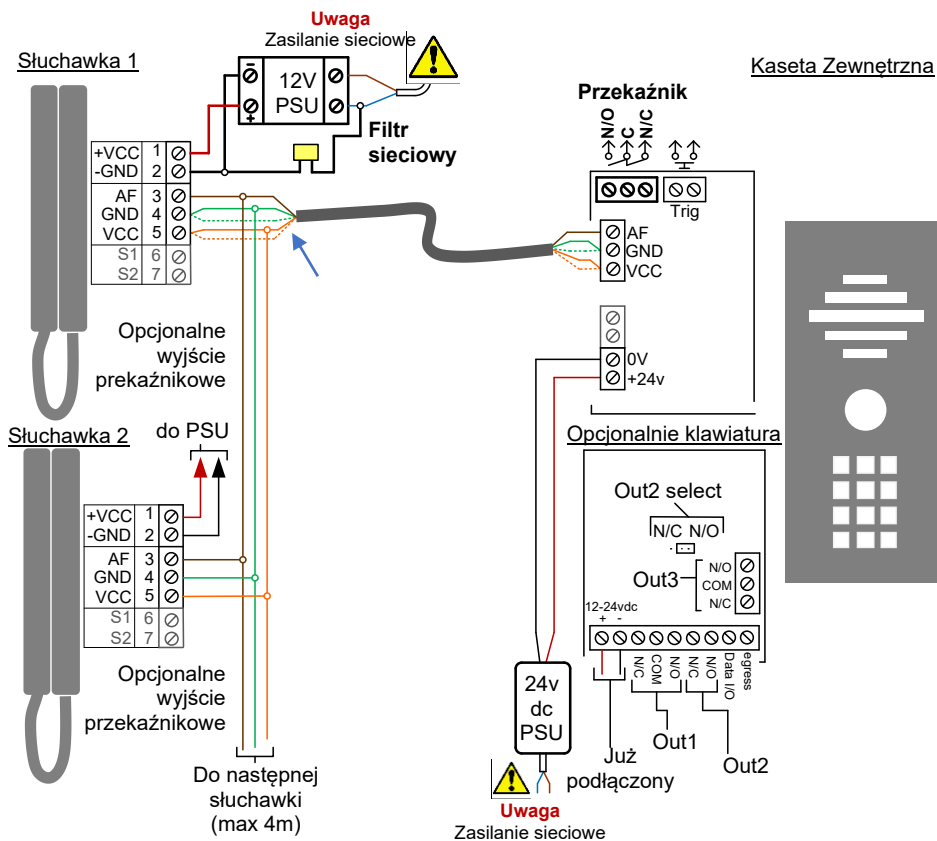 Uwaga
Zasilanie sieciowe
Słuchawka 1
Kaseta Zewnętrzna
-
12V
PSU
+
Przekaźnik
N/O
C
N/C
Filtr
sieciowy
Trig
+VCC 1
-GND 2
AF 3
GND 4
VCC 5
S1 6
S2 7
AF
GND
VCC
0V
+24v
Opcjonalne
wyjście
prekaźnikowe
Słuchawka 2
do PSU
+VCC 1
-GND 2
AF 3
GND 4
VCC 5
S1 6
S2 7
Opcjonalne
wyjście
przekaźnikowe
Do następnej
słuchawki
(max 4m)
Opcjonalnie klawiatura
Out2 select
N/C N/O
Out3
N/O
COM
N/C
12-24vdc
+ -
N/C
COM
N/O
N/C
N/O
Data I/O
egress
Out1
Out2
Już
podłączony
24v
dc
PSU
Uwaga
Zasilanie sieciowe